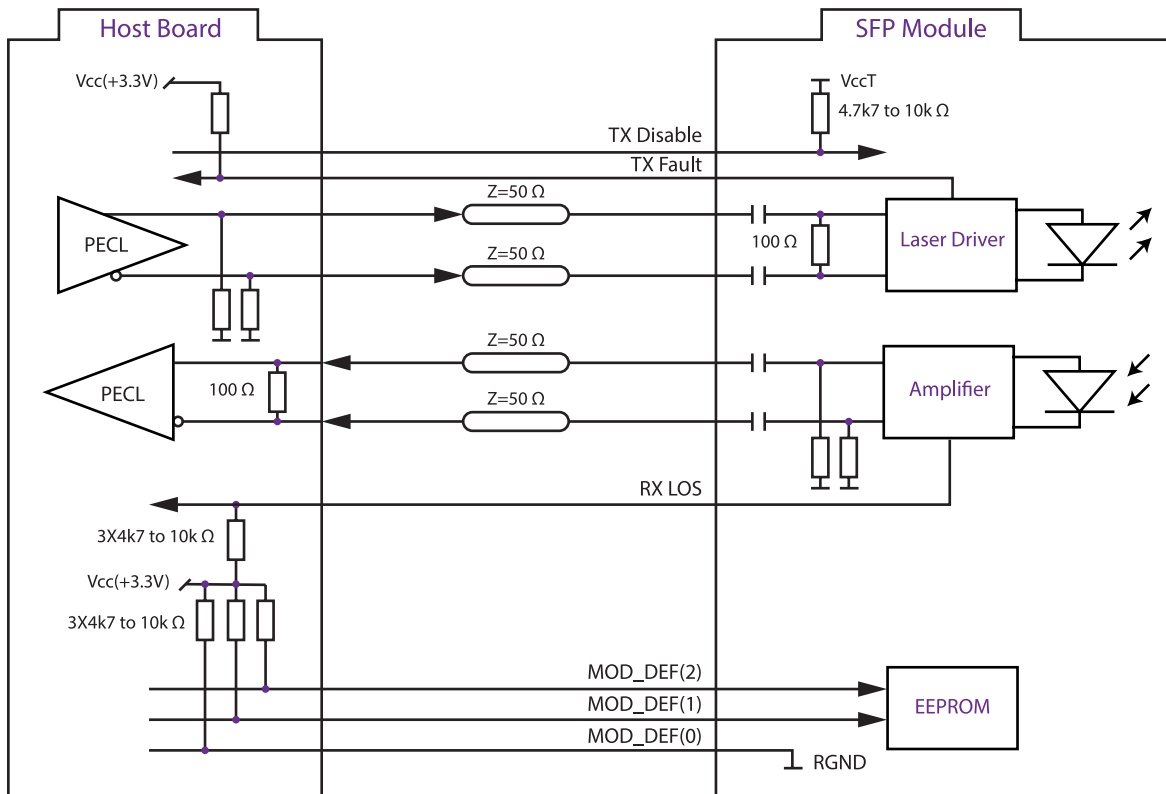 Host Board
SFP Module
Vcc(+3.3V)
VccT
4.7k7 to 10k Ω
TX Disable
TX Fault
Z=50 Ω
PECL
100 Ω
Laser Driver
Z=50 Ω
Z=50 Ω
100 Ω
PECL
Amplifier
Z=50 Ω
RX LOS
3X4k7 to 10k Ω
Vcc(+3.3V)
3X4k7 to 10k Ω
MOD_DEF(2)
MOD_DEF(1)
EEPROM
MOD_DEF(0)
RGND